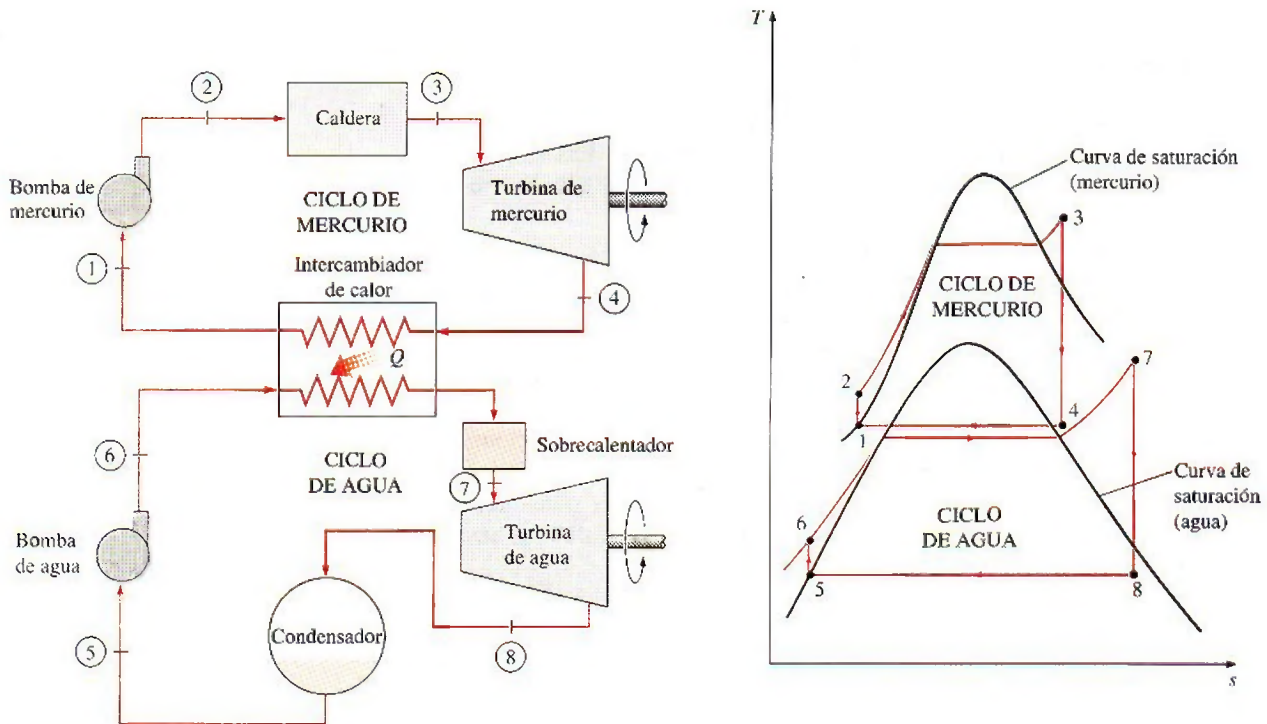 2
Caldera
3
Bomba de
mercurio
CICLO DE
MERCURIO
Turbina de
mercurio
1
Intercambiador
de calor
4
Q
6
CICLO
DE AGUA
Sobrecalentador
7
Bomba
de agua
Turbina
de agua
Condensador
5
8
T
Curva de saturación
(mercurio)
3
CICLO DE
MERCURIO
2
7
1
4
6
CICLO
DE AGUA
Curva de
saturación
(agua)
5
8
s